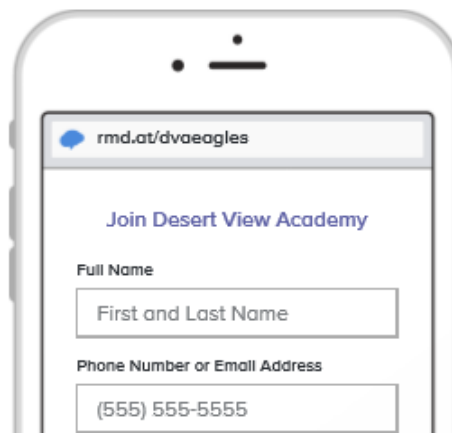 rmd.at/dvaeagles
Join Desert View Academy
Full Name
First and Last Name
Phone Number or Email Address
(555) 555-5555